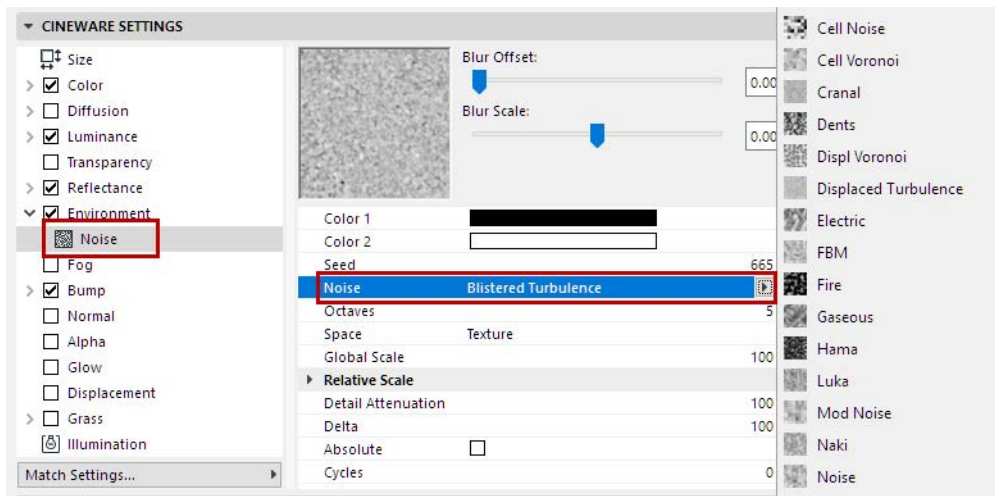 CINEWARE SETTINGS
Size
Color
Diffusion
Luminance
Transparency
Reflectance
Environment
Noise
Fog
Bump
Normal
Alpha
Glow
Displacement
Grass
Illumination
Match Settings...
Blur Offset:
0.00
Blur Scale:
0.00
Color 1
Color 2
Seed 665
Noise Blistered Turbulence
Octaves 5
Space Texture
Global Scale 100
Relative Scale
Detail Attenuation 100
Delta 100
Absolute
Cycles 0
Cell Noise
Cell Voronoi
Cranal
Dents
Displ Voronoi
Displaced Turbulence
Electric
FBM
Fire
Gaseous
Hama
Luka
Mod Noise
Naki
Noise